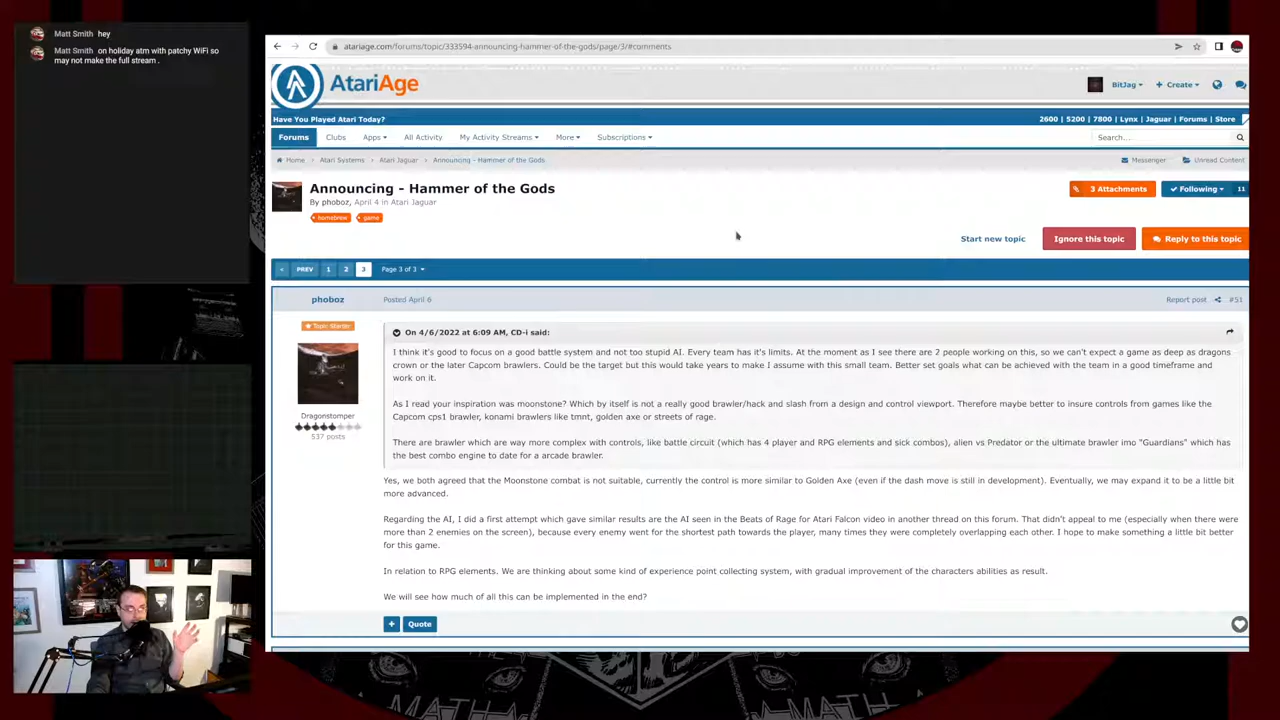 Matt Smith hey
Matt Smith on holiday atm with patchy WiFi so
may not make the full stream .
atariage.com/forums/topic/333594-announcing-hammer-of-the-gods/page/3/#comments
AtariAge
BitJag
+ Create
Have You Played Atari Today?
2600 | 5200 | 7800 | Lynx | Jaguar | Forums | Store
Forums
Clubs
Apps
All Activity
My Activity Streams
More
Subscriptions
Search...
Home
Atari Systems
Atari Jaguar
Announcing - Hammer of the Gods
Messenger
Unread Content
Announcing - Hammer of the Gods
By phoboz, April 4 in Atari Jaguar
homebrew
game
3 Attachments
Following
11
Start new topic
Ignore this topic
Reply to this topic
«
PREV
1
2
3
Page 3 of 3
phoboz
Posted April 6
Report post
#51
Topic Starter
Dragonstomper
537 posts
On 4/6/2022 at 6:09 AM, CD-i said:
I think it's good to focus on a good battle system and not too stupid AI. Every team has it's limits. At the moment as I see there are 2 people working on this, so we can't expect a game as deep as dragons
crown or the later Capcom brawlers. Could be the target but this would take years to make I assume with this small team. Better set goals what can be achieved with the team in a good timeframe and
work on it.
As I read your inspiration was moonstone? Which by itself is not a really good brawler/hack and slash from a design and control viewport. Therefore maybe better to insure controls from games like the
Capcom cps1 brawler, konami brawlers like tmnt, golden axe or streets of rage.
There are brawler which are way more complex with controls, like battle circuit (which has 4 player and RPG elements and sick combos), alien vs Predator or the ultimate brawler imo "Guardians" which has
the best combo engine to date for a arcade brawler.
Yes, we both agreed that the Moonstone combat is not suitable, currently the control is more similar to Golden Axe (even if the dash move is still in development). Eventually, we may expand it to be a little bit
more advanced.
Regarding the AI, I did a first attempt which gave similar results are the AI seen in the Beats of Rage for Atari Falcon video in another thread on this forum. That didn't appeal to me (especially when there were
more than 2 enemies on the screen), because every enemy went for the shortest path towards the player, many times they were completely overlapping each other. I hope to make something a little bit better
for this game.
In relation to RPG elements. We are thinking about some kind of experience point collecting system, with gradual improvement of the characters abilities as result.
We will see how much of all this can be implemented in the end?
+
Quote